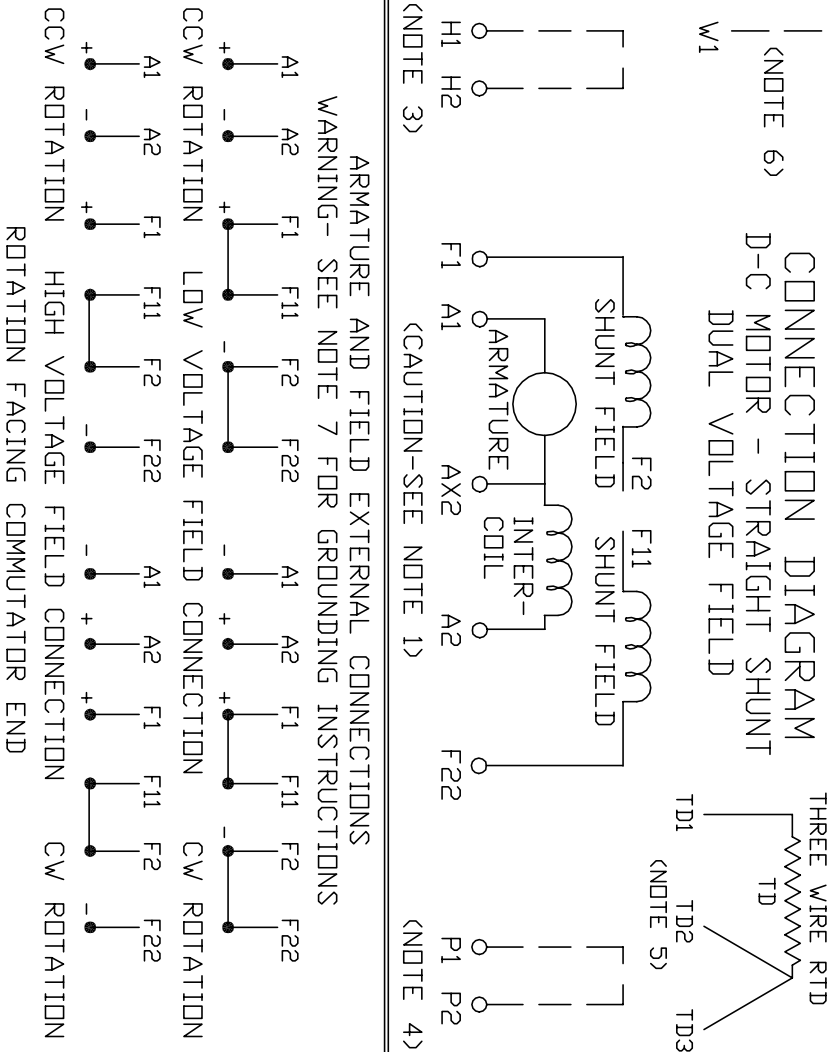 CONNECTION DIAGRAM
D-C MOTOR - STRAIGHT SHUNT
DUAL VOLTAGE FIELD
(NOTE 6)
W1
THREE WIRE RTD
TD
TD1 TD2 TD3
(NOTE 5)
F2 F11
SHUNT FIELD SHUNT FIELD
ARMATURE
INTER-
COIL
H1 H2 F1 A1 AX2 A2 F22 P1 P2
(NOTE 3) (CAUTION-SEE NOTE 1) (NOTE 4)
ARMATURE AND FIELD EXTERNAL CONNECTIONS
WARNING- SEE NOTE 7 FOR GROUNDING INSTRUCTIONS
A1 A2 F1 F11 F2 F22 A1 A2 F1 F11 F2 F22
+ - + - - + + -
CCW ROTATION LOW VOLTAGE FIELD CONNECTION CW ROTATION
A1 A2 F1 F11 F2 F22 A1 A2 F1 F11 F2 F22
+ - + - - + + -
CCW ROTATION HIGH VOLTAGE FIELD CONNECTION CW ROTATION
ROTATION FACING COMMUTATOR END